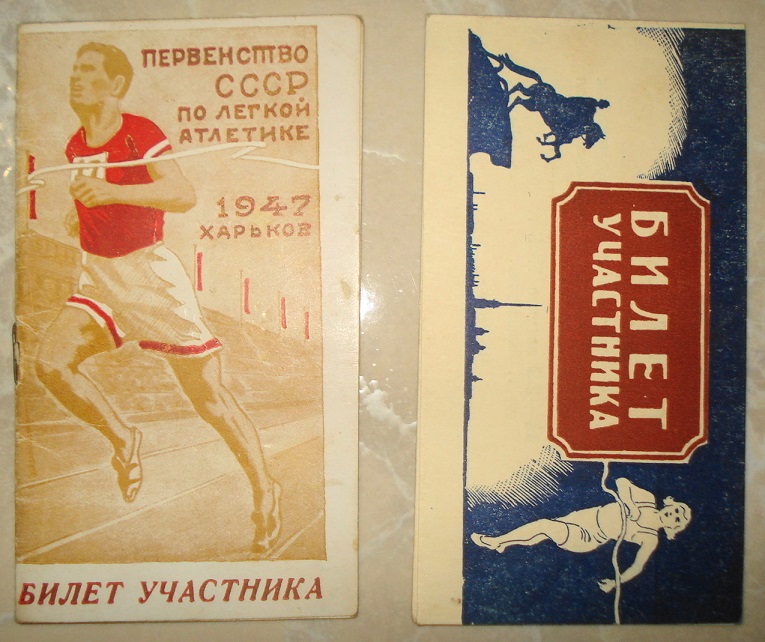 ПЕРВЕНСТВО
СССР
ПО ЛЕГКОЙ
АТЛЕТИКЕ
1947
ХАРЬКОВ
БИЛЕТ УЧАСТНИКА
БИЛЕТ
УЧАСТНИКА